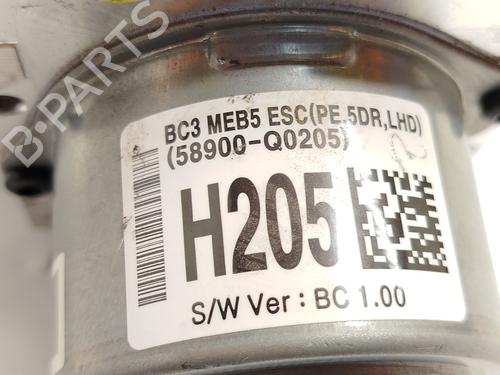 BC3 MEB5 ESC(PE.5DR,LHD)
(58900-Q0205)
H205
S/W Ver : BC 1.00
B-PARTS